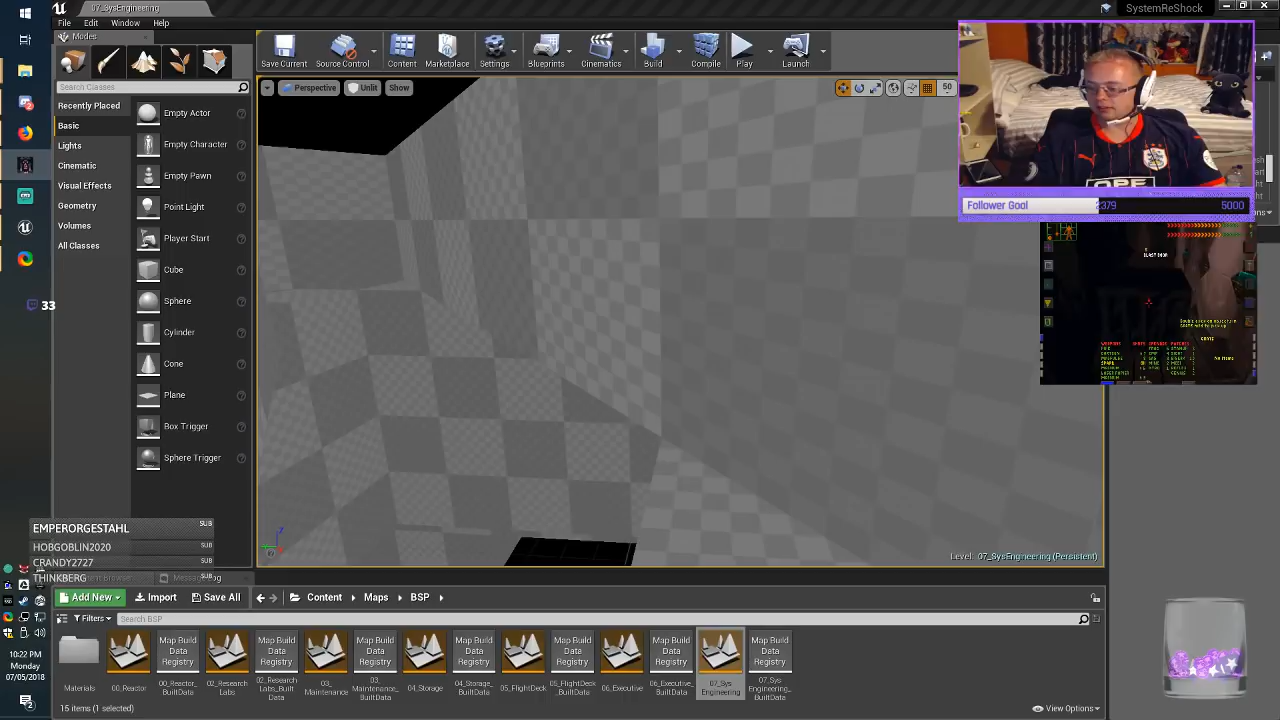 07_SysEngineering
SystemReShock
File Edit Window Help
Modes
Search Classes
Recently Placed
Basic
Lights
Cinematic
Visual Effects
Geometry
Volumes
All Classes
Empty Actor
Empty Character
Empty Pawn
Point Light
Player Start
Cube
Sphere
Cylinder
Cone
Plane
Box Trigger
Sphere Trigger
Save Current
Source Control
Content
Marketplace
Settings
Blueprints
Cinematics
Build
Compile
Play
Launch
Perspective
Unlit
Show
50
Follower Goal
2379
5000
BLAST DOOR
33
Z
Level: 07_SysEngineering (Persistent)
EMPERORGESTAHL SUB
HOBGOBLIN2020 SUB
CRANDY2727 SUB
THINKBERG SUB
Add New
Import
Save All
Content
Maps
BSP
Filters
Search BSP
Map Build Data Registry
Map Build Data Registry
Map Build Data Registry
Map Build Data Registry
Map Build Data Registry
Map Build Data Registry
Map Build Data Registry
Materials
00_Reactor
00_Reactor_BuiltData
02_Research Labs
02_Research Labs_Built Data
03_Maintenance
03_Maintenance_BuiltData
04_Storage
04_Storage_BuiltData
05_FlightDeck
05_FlightDeck_BuiltData
06_Executive
06_Executive_BuiltData
07_Sys Engineering
07_Sys Engineering_BuiltData
15 items (1 selected)
View Options
10:22 PM
Monday
07/05/2018
2